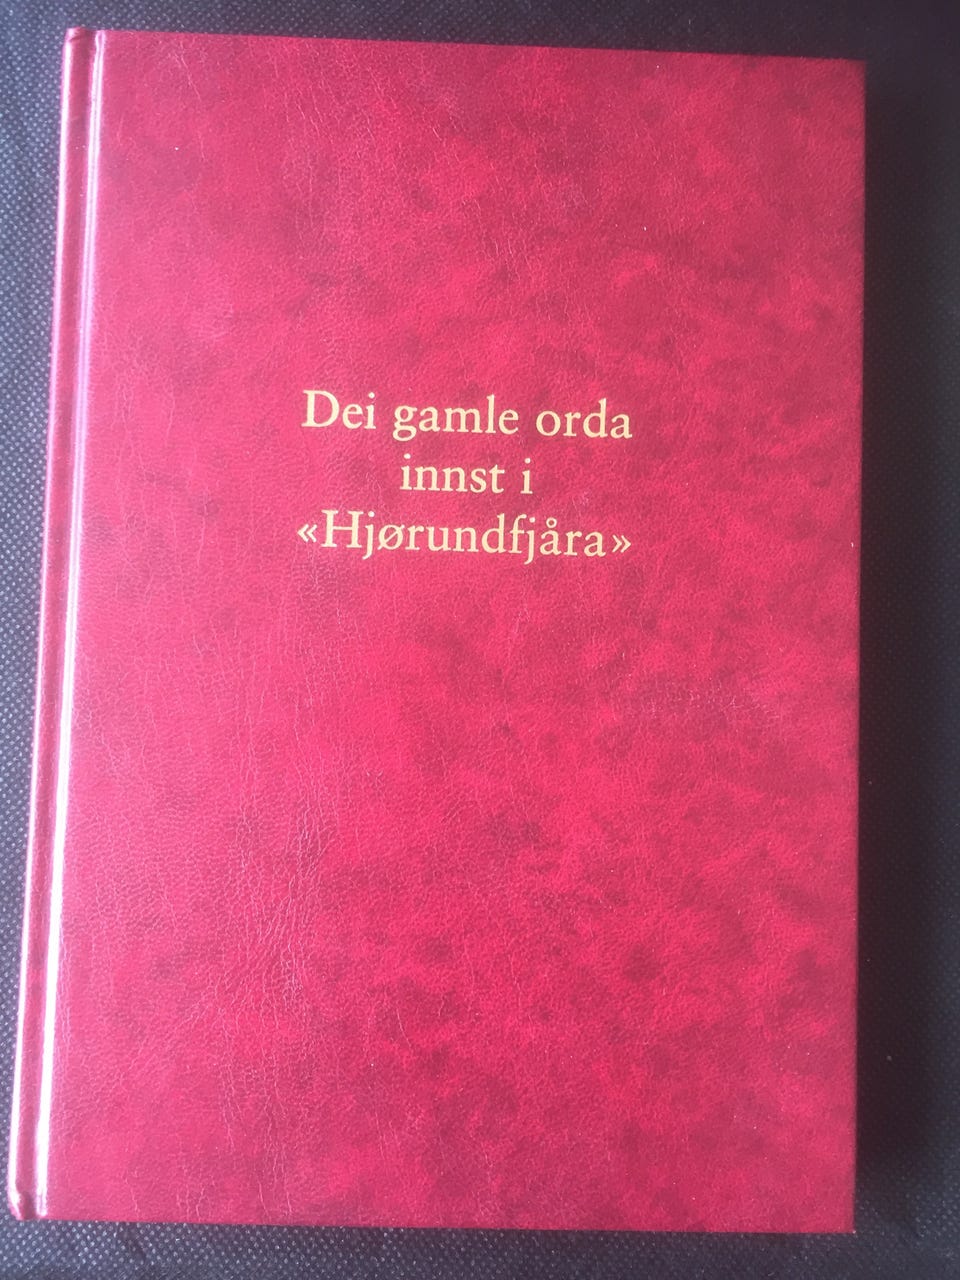 Dei gamle orda
innst i
«Hjørundfjåra»